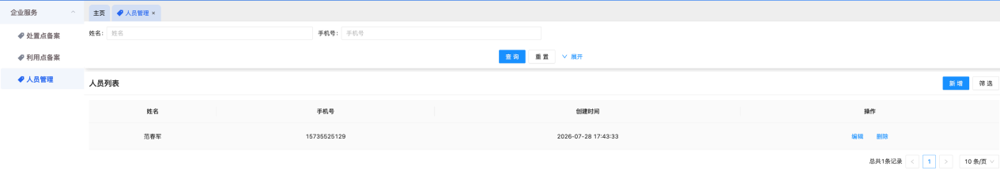 企业服务
主页 人员管理 ×
处置点备案
利用点备案
人员管理
姓名: 姓名 手机号: 手机号
查询 重置 展开
人员列表 新增 筛选
姓名 手机号 创建时间 操作
范春军 15735525129 2026-07-28 17:43:33 编辑 删除
总共1条记录 < 1 > 10 条/页